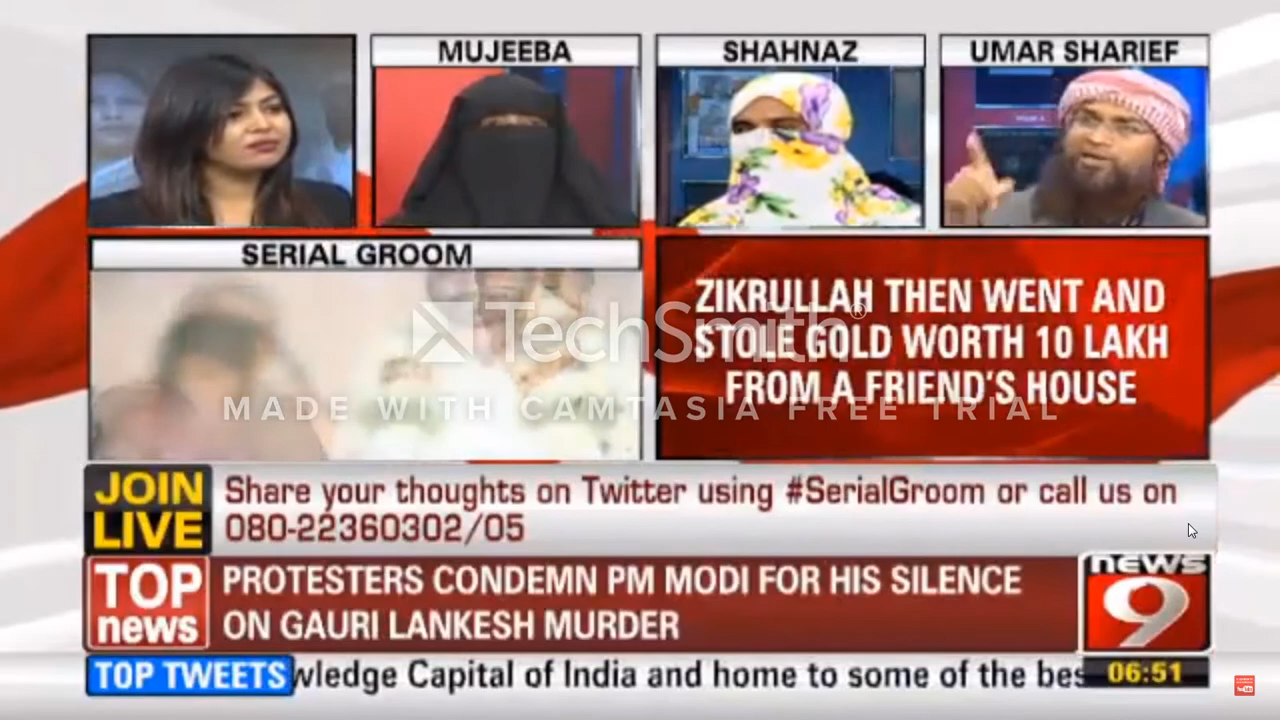 MUJEEBA
SHAHNAZ
UMAR SHARIEF
SERIAL GROOM
ZIKRULLAH THEN WENT AND
STOLE GOLD WORTH 10 LAKH
FROM A FRIEND'S HOUSE
TechSmith®
MADE WITH CAMTASIA FREE TRIAL
JOIN
LIVE
Share your thoughts on Twitter using #SerialGroom or call us on
080-22360302/05
TOP
news
PROTESTERS CONDEMN PM MODI FOR HIS SILENCE
ON GAURI LANKESH MURDER
NEWS
9
TOP TWEETS
wledge Capital of India and home to some of the bes
06:51